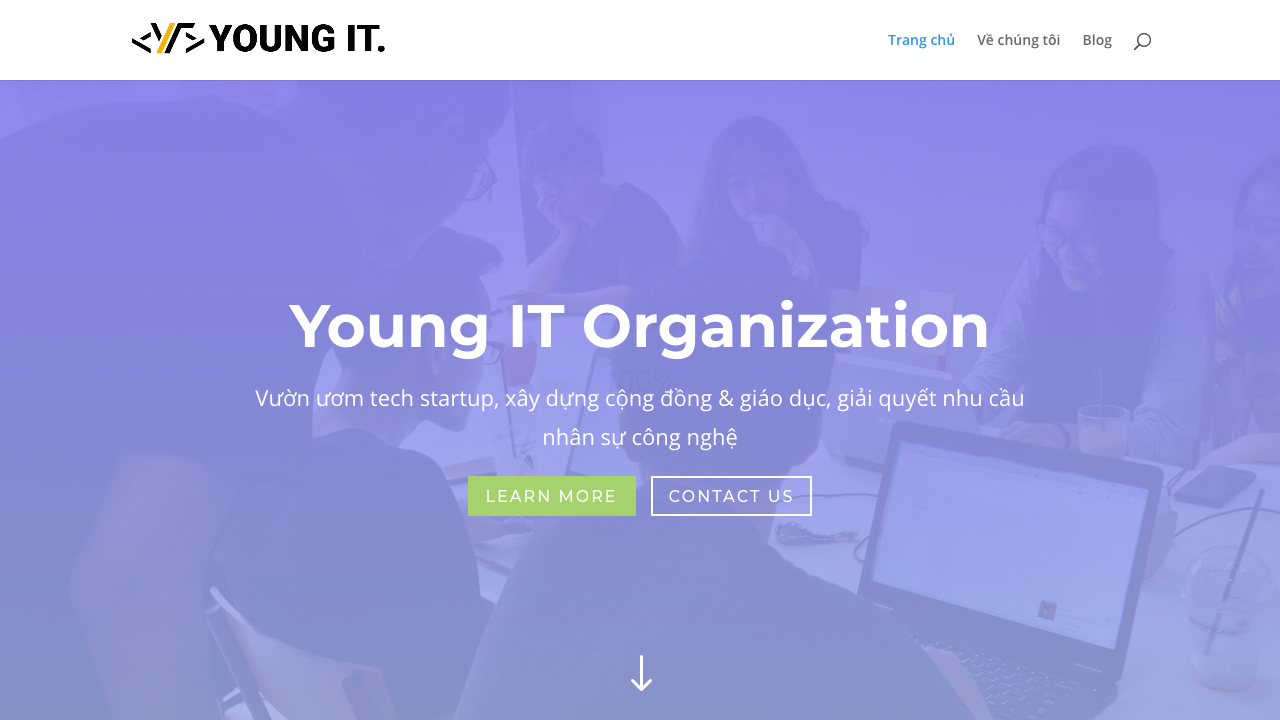 YOUNG IT.
Trang chủ
Về chúng tôi
Blog
Young IT Organization
Vườn ươm tech startup, xây dựng cộng đồng & giáo dục, giải quyết nhu cầu
nhân sự công nghệ
LEARN MORE
CONTACT US